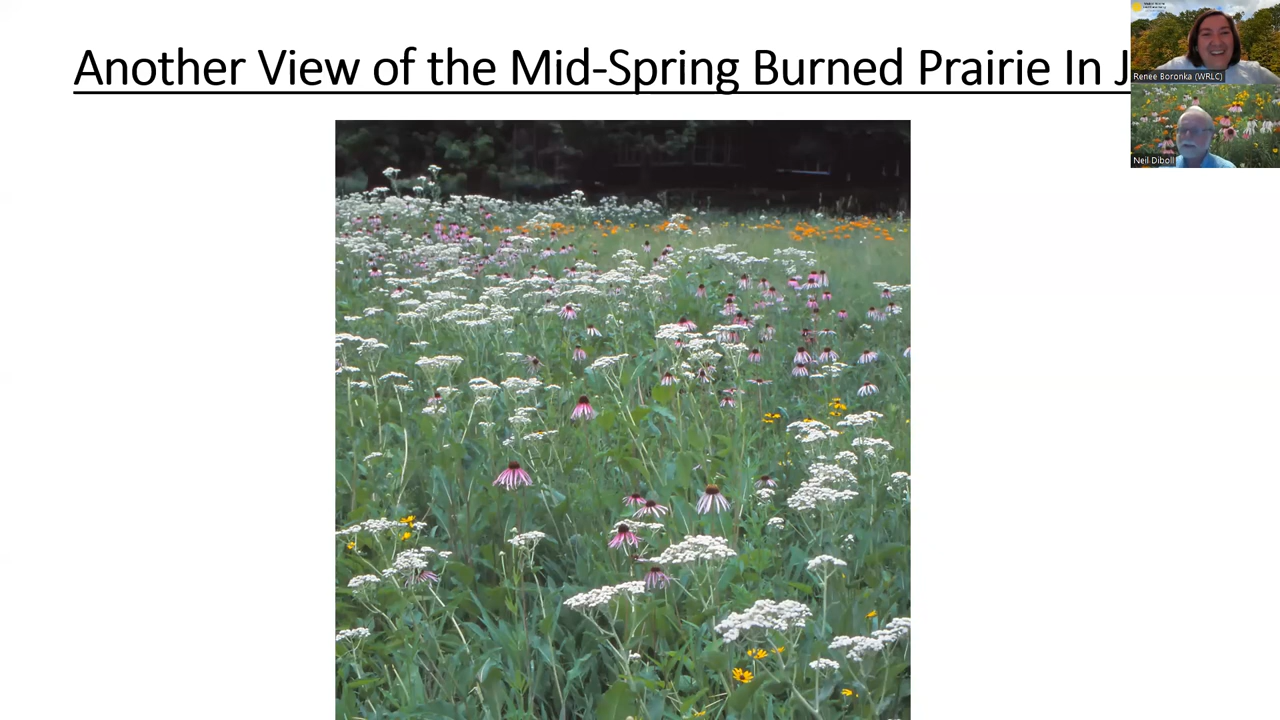 Another View of the Mid-Spring Burned Prairie In J
Renee Boronka (WRLC)
Neil Diboll